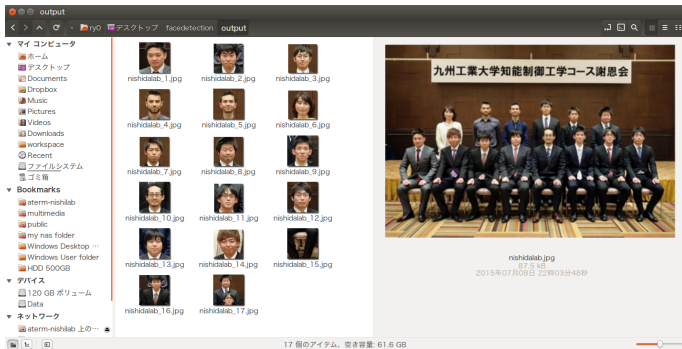 output
ry0 デスクトップ facedetection output
マイ コンピュータ
ホーム
デスクトップ
Documents
Dropbox
Music
Pictures
Videos
Downloads
workspace
Recent
ファイルシステム
ゴミ箱
Bookmarks
aterm-nishilab
multimedia
public
my nas folder
Windows Desktop …
Windows User folder
HDD 500GB
デバイス
120 GB ボリューム
Data
ネットワーク
aterm-nishilab 上の…
nishidalab_1.jpg nishidalab_2.jpg nishidalab_3.jpg
nishidalab_4.jpg nishidalab_5.jpg nishidalab_6.jpg
nishidalab_7.jpg nishidalab_8.jpg nishidalab_9.jpg
nishidalab_10.jpg nishidalab_11.jpg nishidalab_12.jpg
nishidalab_13.jpg nishidalab_14.jpg nishidalab_15.jpg
nishidalab_16.jpg nishidalab_17.jpg
九州工業大学知能制御工学コース謝恩会
nishidalab.jpg
87.5 kB
2015年07月08日 22時03分48秒
17 個のアイテム、空き容量: 61.6 GB